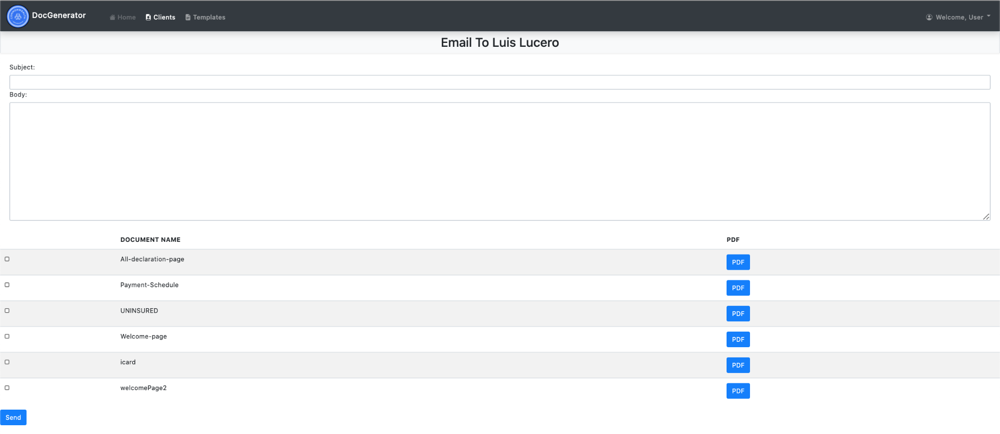 COMMONWEALTH
DocGenerator
Home
Clients
Templates
Welcome, User
Email To Luis Lucero
Subject:
Body:
DOCUMENT NAME
PDF
All-declaration-page
PDF
Payment-Schedule
PDF
UNINSURED
PDF
Welcome-page
PDF
icard
PDF
welcomePage2
PDF
Send